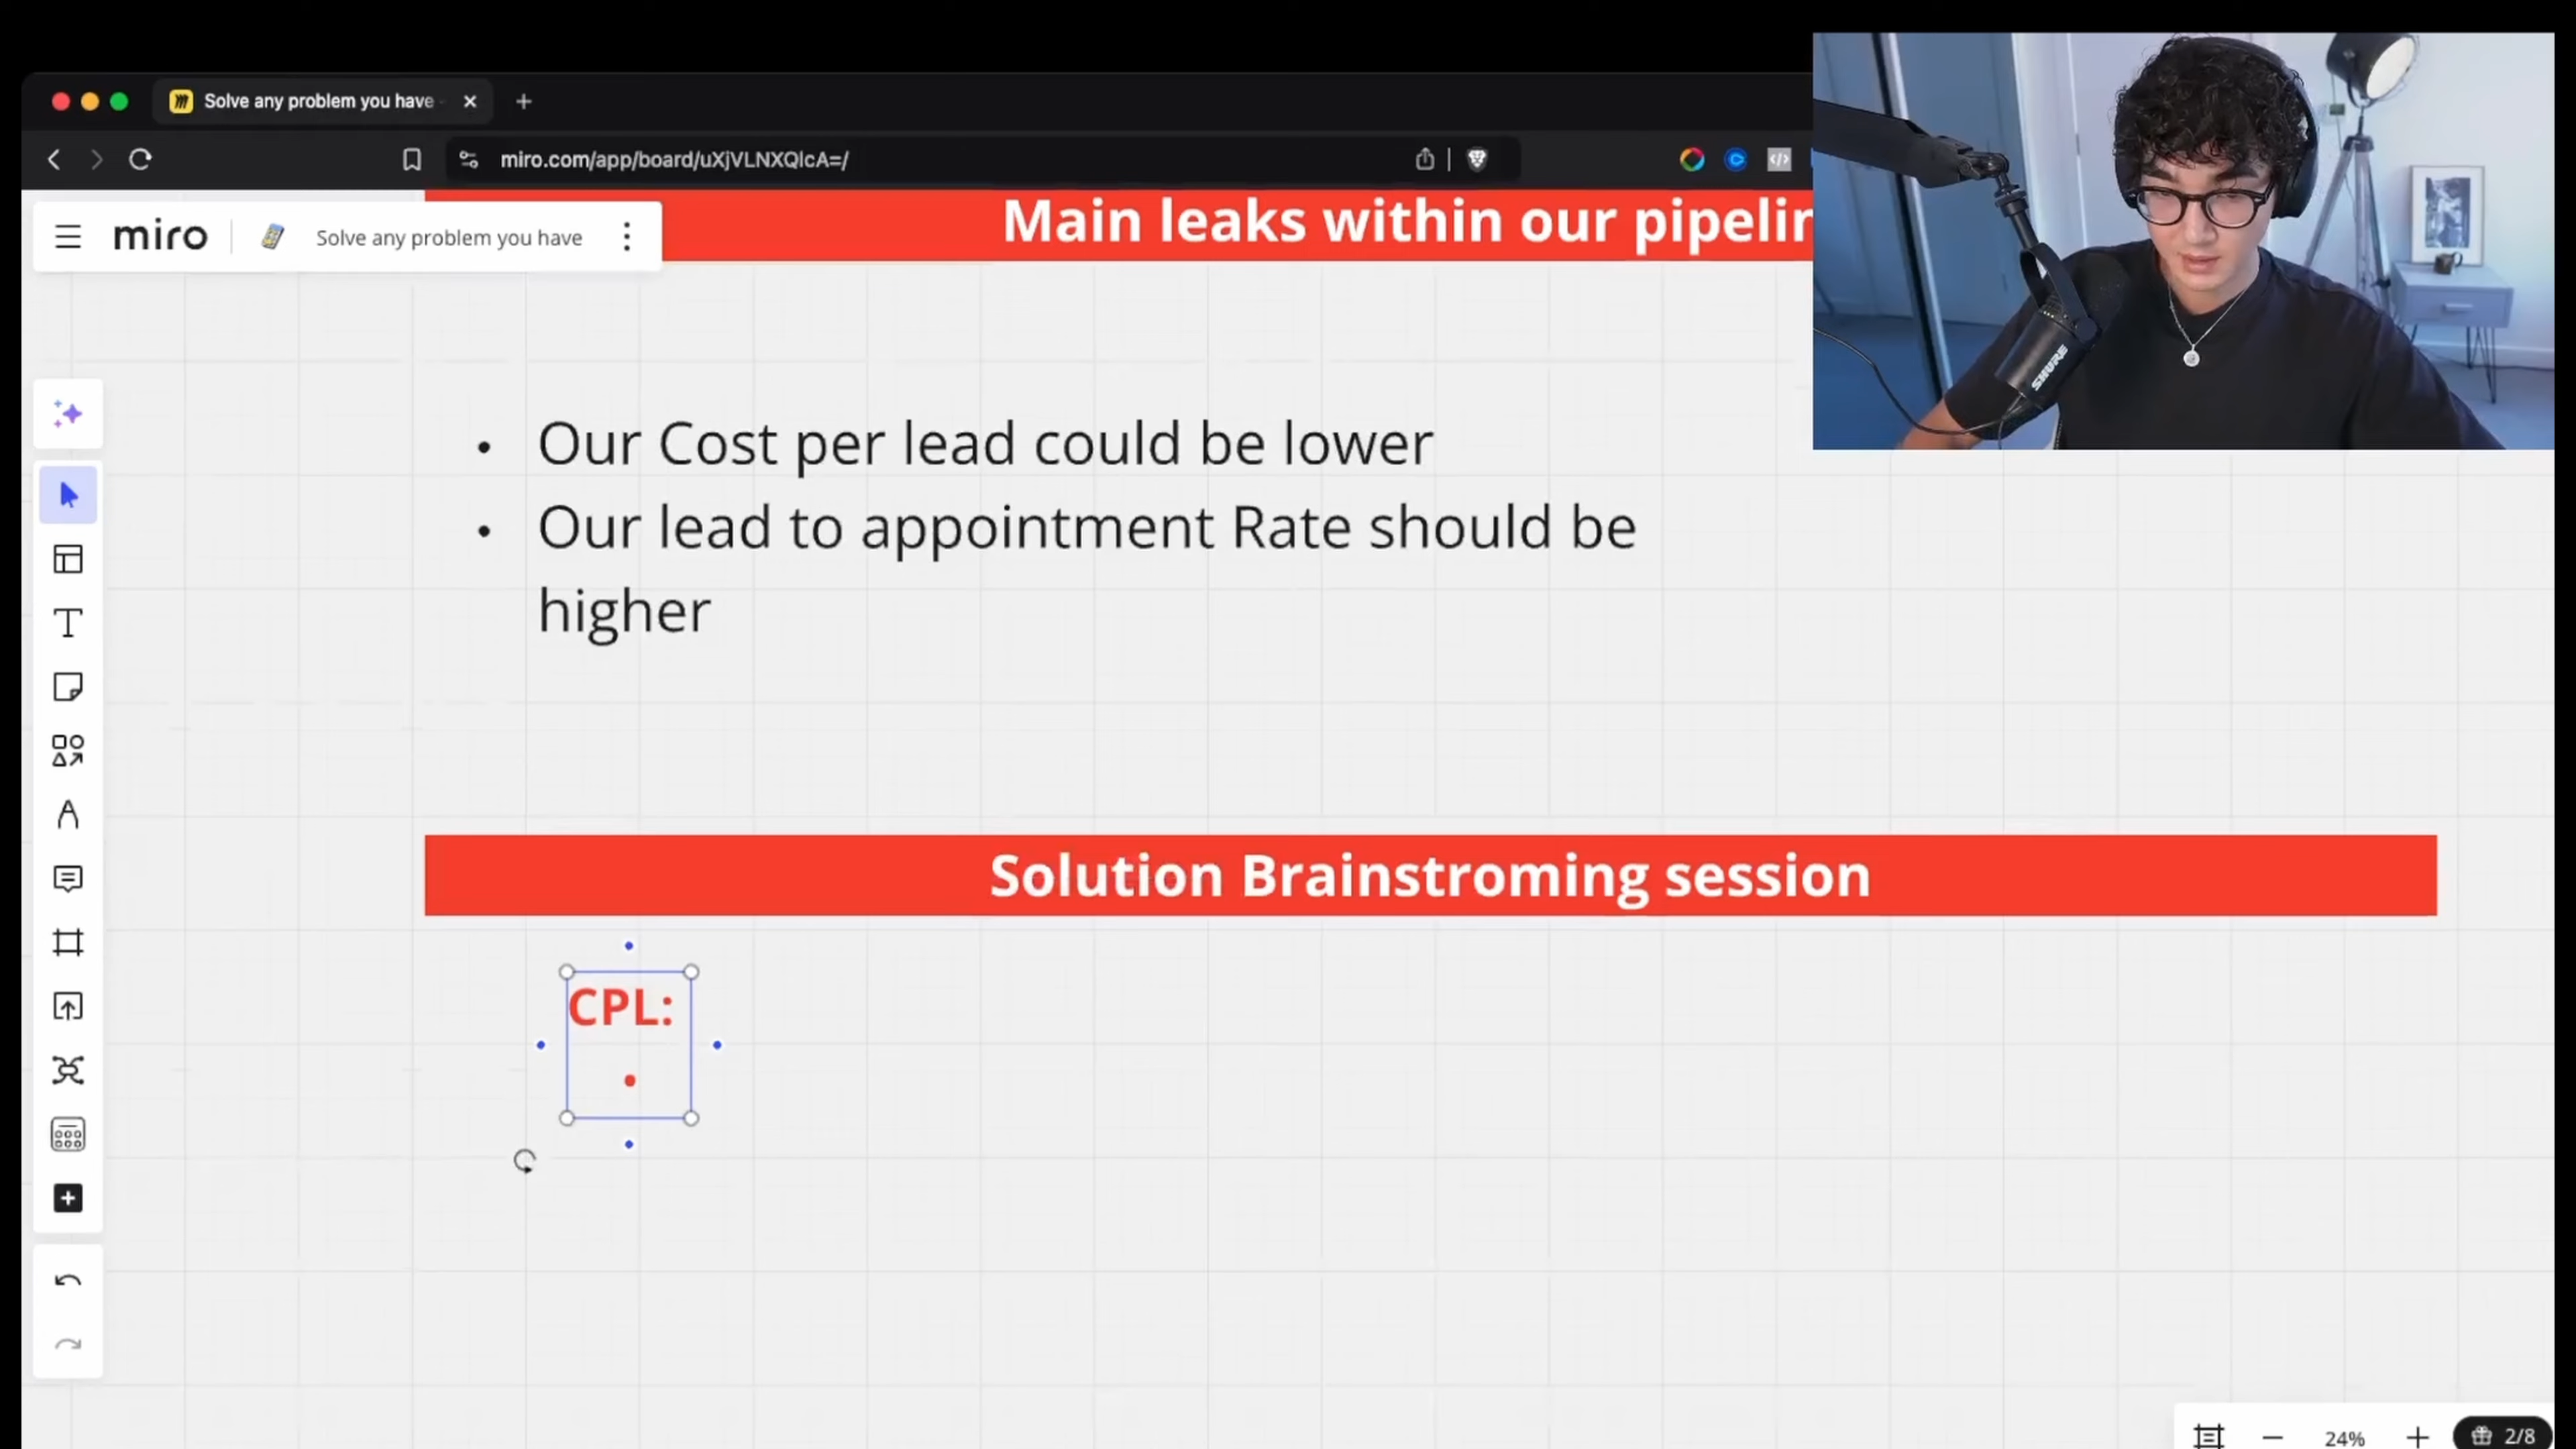 Solve any problem you have
miro.com/app/board/uXjVLNXQlcA=/
Main leaks within our pipelin
miro
Solve any problem you have
• Our Cost per lead could be lower
• Our lead to appointment Rate should be
higher
SHURE
Solution Brainstroming session
CPL:
•
24%
2/8